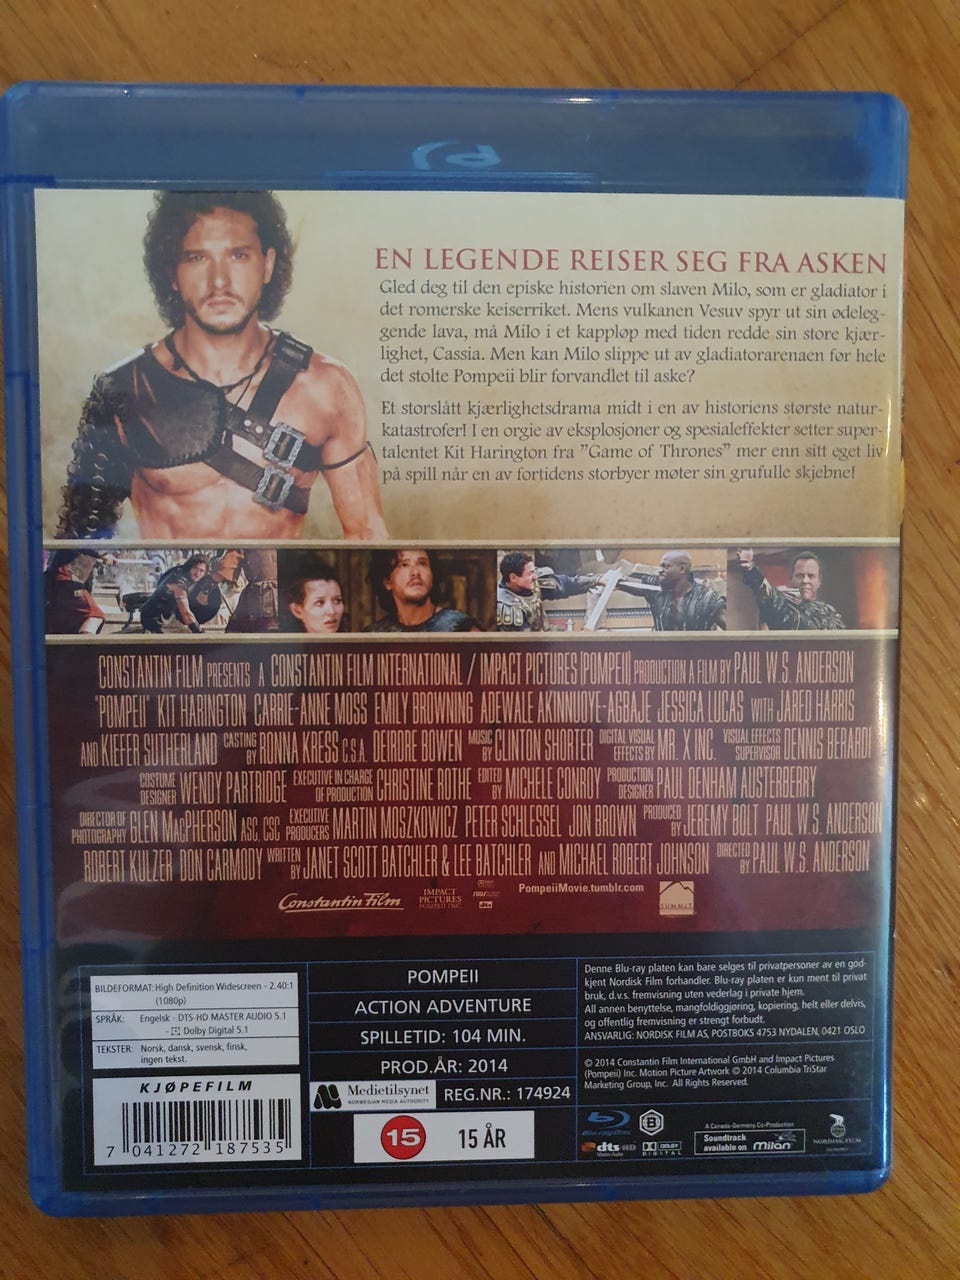 EN LEGENDE REISER SEG FRA ASKEN
Gled deg til den episke historien om slaven Milo, som er gladiator i
det romerske keiserriket. Mens vulkanen Vesuv spyr ut sin ødeleg-
gende lava, må Milo i et kappløp med tiden redde sin store kjær-
lighet, Cassia. Men kan Milo slippe ut av gladiatorarenaen før hele
det stolte Pompeii blir forvandlet til aske?
Et storslått kjærlighetsdrama midt i en av historiens største natur-
katastrofer! I en orgie av eksplosjoner og spesialeffekter setter super-
talentet Kit Harington fra ”Game of Thrones” mer enn sitt eget liv
på spill når en av fortidens storbyer møter sin grufulle skjebne!
CONSTANTIN FILM PRESENTS A CONSTANTIN FILM INTERNATIONAL / IMPACT PICTURES (POMPEII) PRODUCTION A FILM BY PAUL W.S. ANDERSON
"POMPEII" KIT HARINGTON CARRIE-ANNE MOSS EMILY BROWNING ADEWALE AKINNUOYE-AGBAJE JESSICA LUCAS WITH JARED HARRIS
AND KIEFER SUTHERLAND CASTING BY RONNA KRESS C.S.A. DEIRDRE BOWEN MUSIC BY CLINTON SHORTER DIGITAL VISUAL EFFECTS BY MR. X INC. VISUAL EFFECTS SUPERVISOR DENNIS BERARDI
COSTUME DESIGNER WENDY PARTRIDGE EXECUTIVE IN CHARGE OF PRODUCTION CHRISTINE ROTHE EDITED BY MICHELE CONROY PRODUCTION DESIGNER PAUL DENHAM AUSTERBERRY
DIRECTOR OF PHOTOGRAPHY GLEN MACPHERSON ASC, CSC EXECUTIVE PRODUCERS MARTIN MOSZKOWICZ PETER SCHLESSEL JON BROWN PRODUCED BY JEREMY BOLT PAUL W.S. ANDERSON
ROBERT KULZER DON CARMODY WRITTEN BY JANET SCOTT BATCHLER & LEE BATCHLER AND MICHAEL ROBERT JOHNSON DIRECTED BY PAUL W.S. ANDERSON
Constantin Film IMPACT PICTURES POMPEII INC. dts PompeiiMovie.tumblr.com SUMMIT
BILDEFORMAT: High Definition Widescreen - 2.40:1
(1080p)
SPRÅK: Engelsk - DTS-HD MASTER AUDIO 5.1
- Dolby Digital 5.1
TEKSTER: Norsk, dansk, svensk, finsk,
ingen tekst.
KJØPEFILM
7 041272 187535
POMPEII
ACTION ADVENTURE
SPILLETID: 104 MIN.
PROD.ÅR: 2014
Medietilsynet
NORWEGIAN MEDIA AUTHORITY
REG.NR.: 174924
15 15 ÅR
Denne Blu-ray platen kan bare selges til privatpersoner av en god-
kjent Nordisk Film forhandler. Blu-ray platen er kun ment til privat
bruk, d.v.s. fremvisning uten vederlag i private hjem.
All annen benyttelse, mangfoldiggjøring, kopiering, helt eller delvis,
og offentlig fremvisning er strengt forbudt.
ANSVARLIG: NORDISK FILM AS, POSTBOKS 4753 NYDALEN, 0421 OSLO
© 2014 Constantin Film International GmbH and Impact Pictures
(Pompeii) Inc. Motion Picture Artwork © 2014 Columbia TriStar
Marketing Group, Inc. All Rights Reserved.
Blu-ray Disc B
dts-HD Master Audio DOLBY DIGITAL
A Canada-Germany Co-Production
Soundtrack available on milan
NORDISK FILM